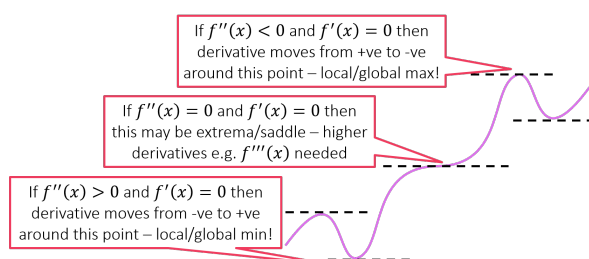 If f''(x) < 0 and f'(x) = 0 then
derivative moves from +ve to -ve
around this point – local/global max!
If f''(x) = 0 and f'(x) = 0 then
this may be extrema/saddle – higher
derivatives e.g. f'''(x) needed
If f''(x) > 0 and f'(x) = 0 then
derivative moves from -ve to +ve
around this point – local/global min!